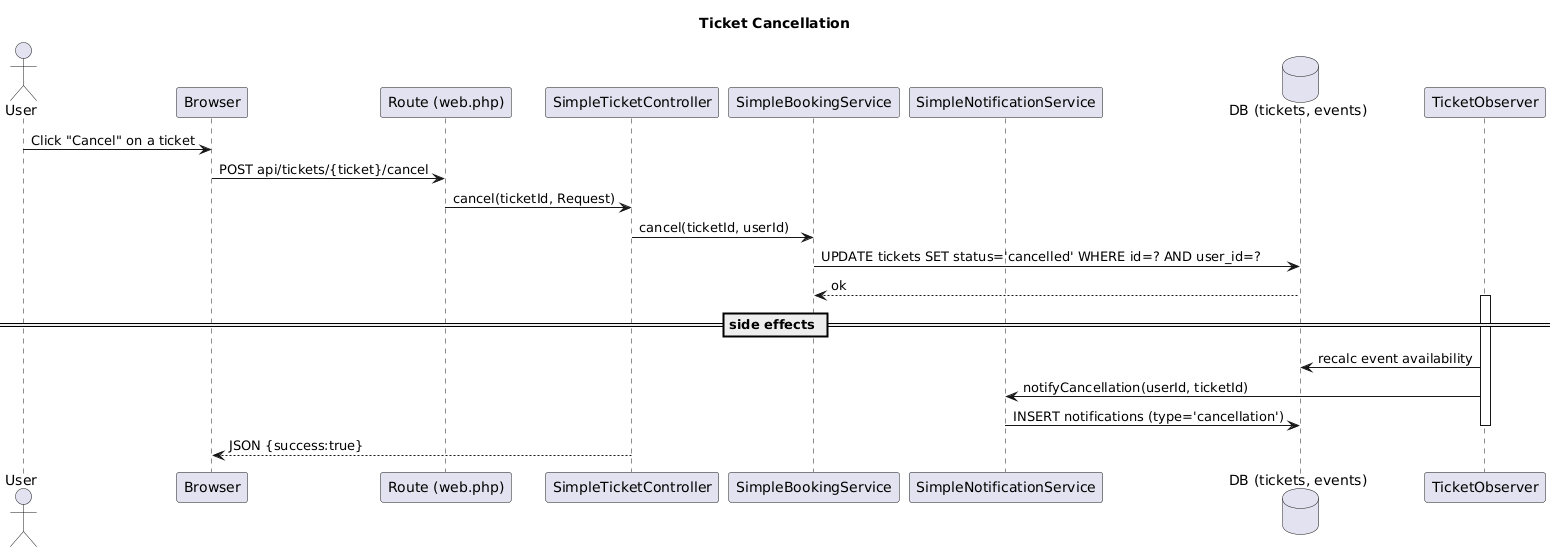 Ticket Cancellation
User
Browser
Route (web.php)
SimpleTicketController
SimpleBookingService
SimpleNotificationService
DB (tickets, events)
TicketObserver
Click "Cancel" on a ticket
POST api/tickets/{ticket}/cancel
cancel(ticketId, Request)
cancel(ticketId, userId)
UPDATE tickets SET status='cancelled' WHERE id=? AND user_id=?
ok
side effects
recalc event availability
notifyCancellation(userId, ticketId)
INSERT notifications (type='cancellation')
JSON {success:true}
User
Browser
Route (web.php)
SimpleTicketController
SimpleBookingService
SimpleNotificationService
DB (tickets, events)
TicketObserver